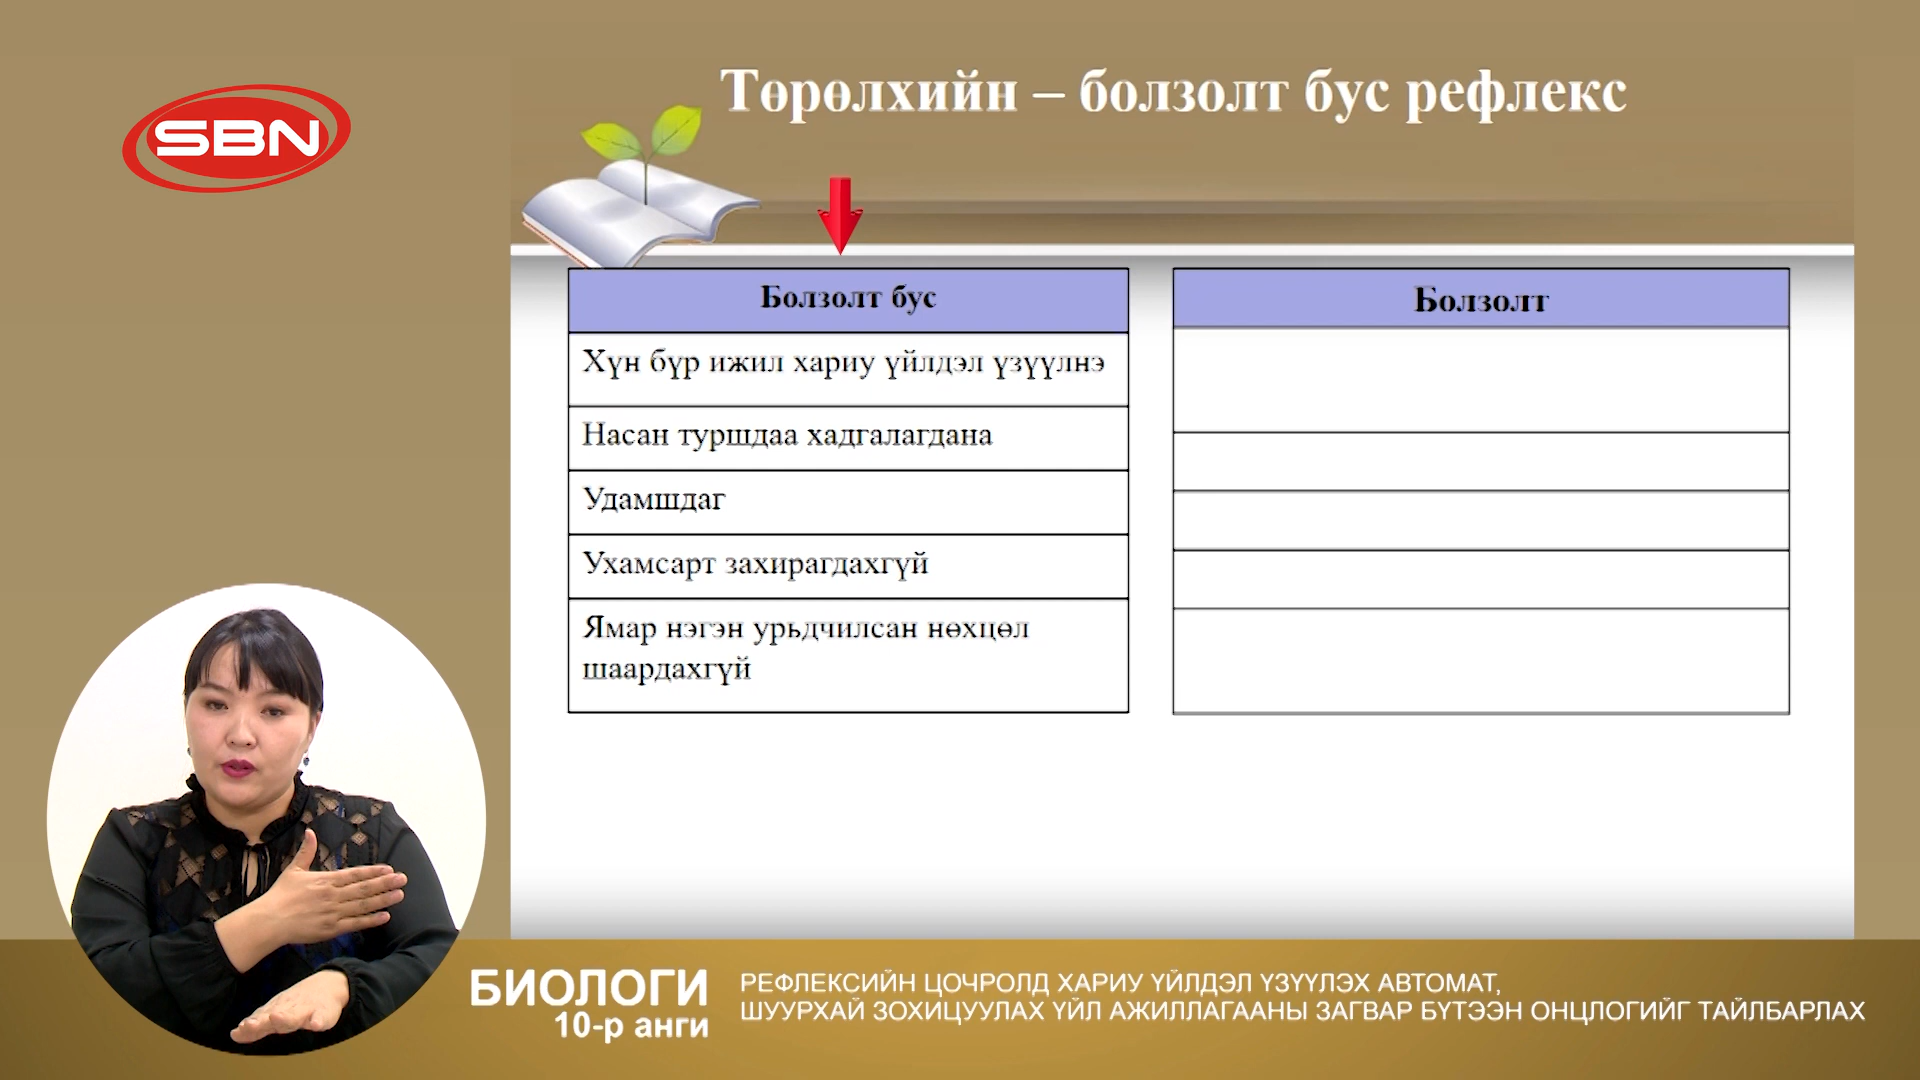 SBN
Төрөлхийн – болзолт бус рефлекс
Болзолт бус
Хүн бүр ижил хариу үйлдэл үзүүлнэ
Насан туршдаа хадгалагдана
Удамшдаг
Ухамсарт захирагдахгүй
Ямар нэгэн урьдчилсан нөхцөл
шаардахгүй
Болзолт
БИОЛОГИ
10-р анги
РЕФЛЕКСИЙН ЦОЧРОЛД ХАРИУ ҮЙЛДЭЛ ҮЗҮҮЛЭХ АВТОМАТ,
ШУУРХАЙ ЗОХИЦУУЛАХ ҮЙЛ АЖИЛЛАГААНЫ ЗАГВАР БҮТЭЭН ОНЦЛОГИЙГ ТАЙЛБАРЛАХ